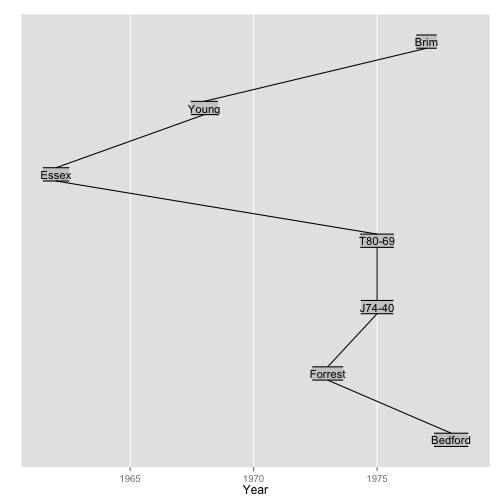 Brim
Young
Essex
T80-69
J74-40
Forrest
Bedford
1965 1970 1975
Year